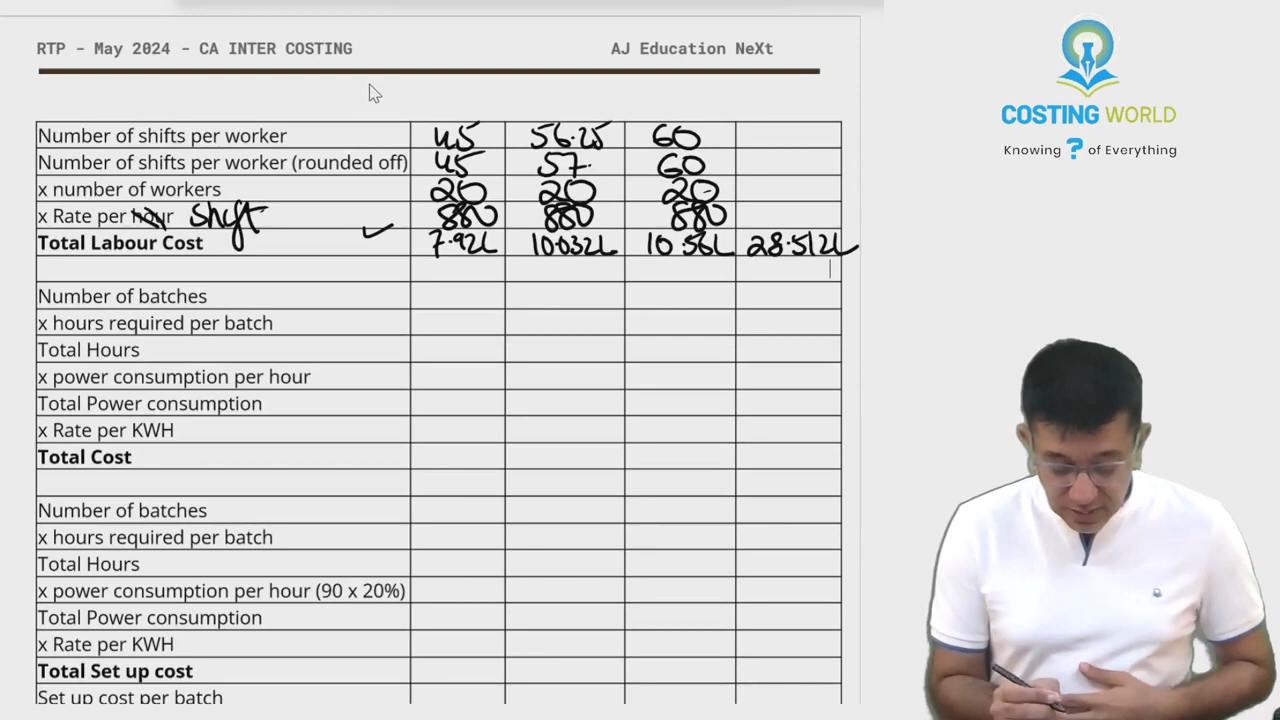 RTP - May 2024 - CA INTER COSTING AJ Education NeXt
COSTING WORLD
Knowing ? of Everything
Number of shifts per worker 45 56.25 60
Number of shifts per worker (rounded off) 45 57. 60
x number of workers 20 20 20
x Rate per hour shift 880 880 880
Total Labour Cost 7.92L 10.032L 10.56L 28.512L
Number of batches
x hours required per batch
Total Hours
x power consumption per hour
Total Power consumption
x Rate per KWH
Total Cost
Number of batches
x hours required per batch
Total Hours
x power consumption per hour (90 x 20%)
Total Power consumption
x Rate per KWH
Total Set up cost
Set up cost per batch